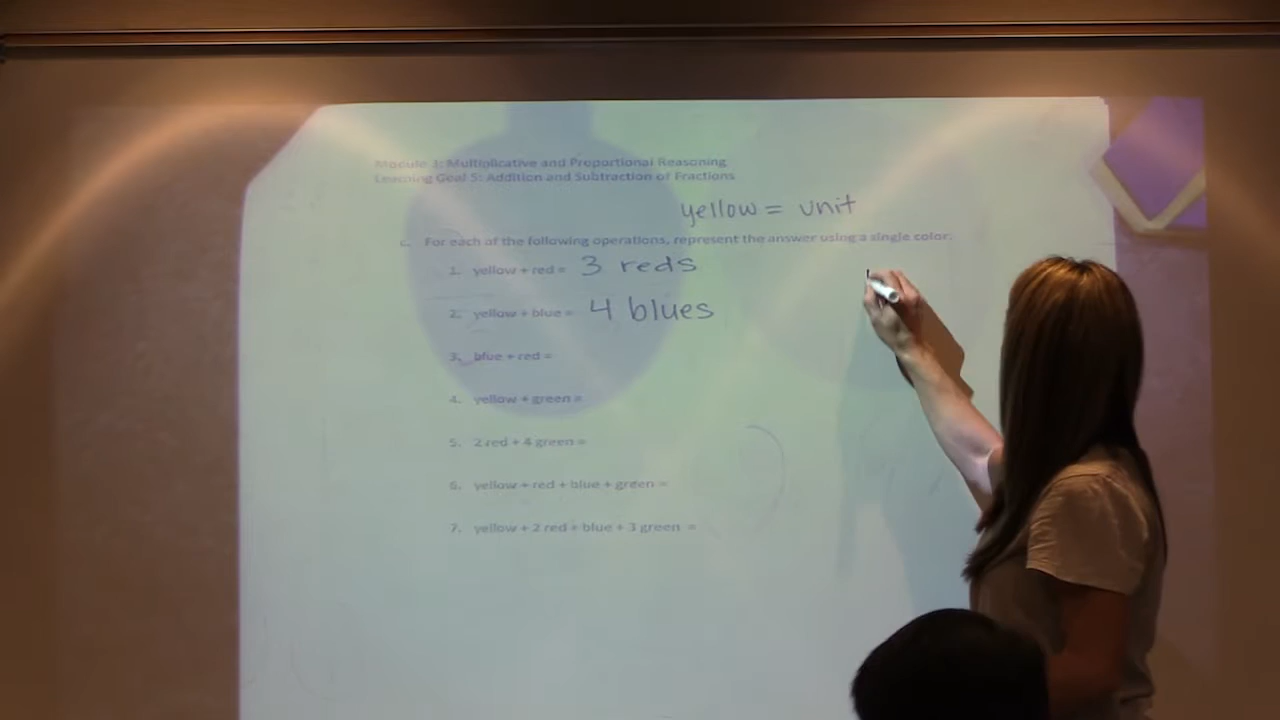 Module 3: Multiplicative and Proportional Reasoning
Learning Goal 5: Addition and Subtraction of Fractions
yellow = unit
c. For each of the following operations, represent the answer using a single color.
1. yellow + red = 3 reds
2. yellow + blue = 4 blues
3. blue + red =
4. yellow + green =
5. 2 red + 4 green =
6. yellow + red + blue + green =
7. yellow + 2 red + blue + 3 green =